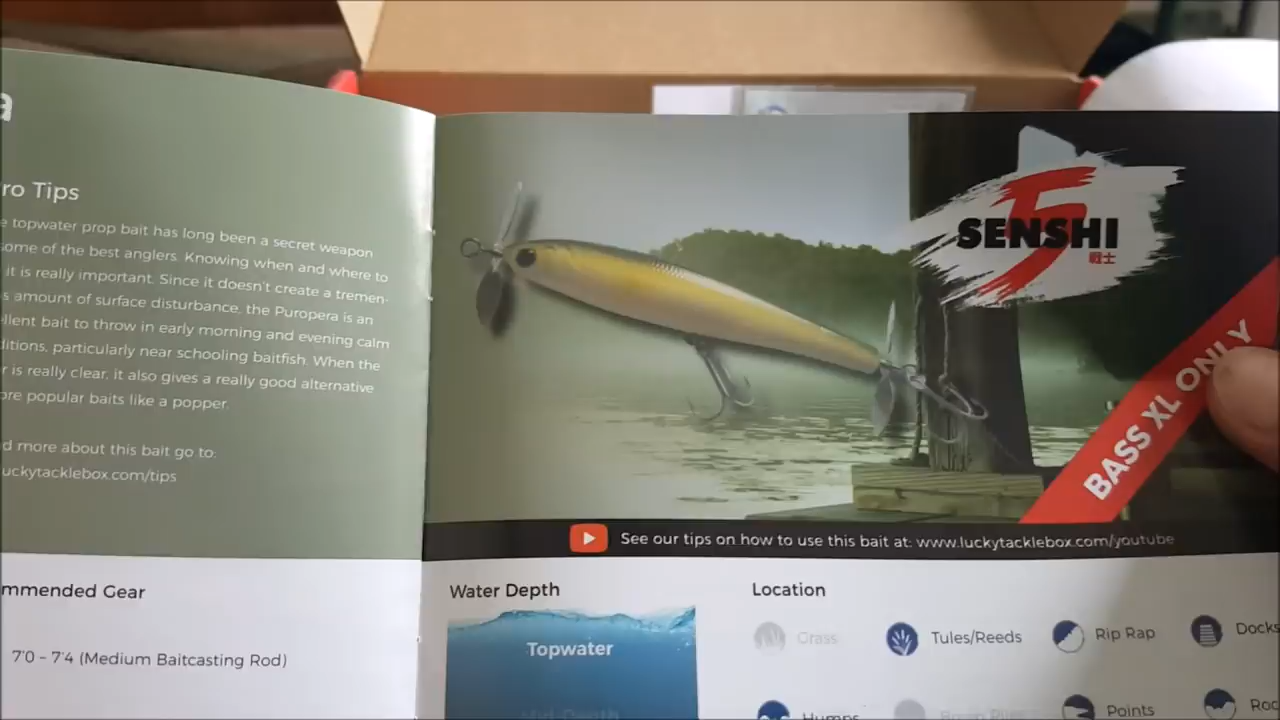 a
ro Tips
e topwater prop bait has long been a secret weapon
some of the best anglers. Knowing when and where to
it is really important. Since it doesn't create a tremen-
s amount of surface disturbance, the Puropera is an
llent bait to throw in early morning and evening calm
ditions, particularly near schooling baitfish. When the
r is really clear, it also gives a really good alternative
ore popular baits like a popper.
d more about this bait go to:
uckytacklebox.com/tips
mmended Gear
7'0 - 7'4 (Medium Baitcasting Rod)
5
SENSHI
戦士
BASS XL ONLY
See our tips on how to use this bait at: www.luckytacklebox.com/youtube
Water Depth
Topwater
Mid-Depth
Location
Grass
Tules/Reeds
Rip Rap
Docks
Humps
Points
Roc